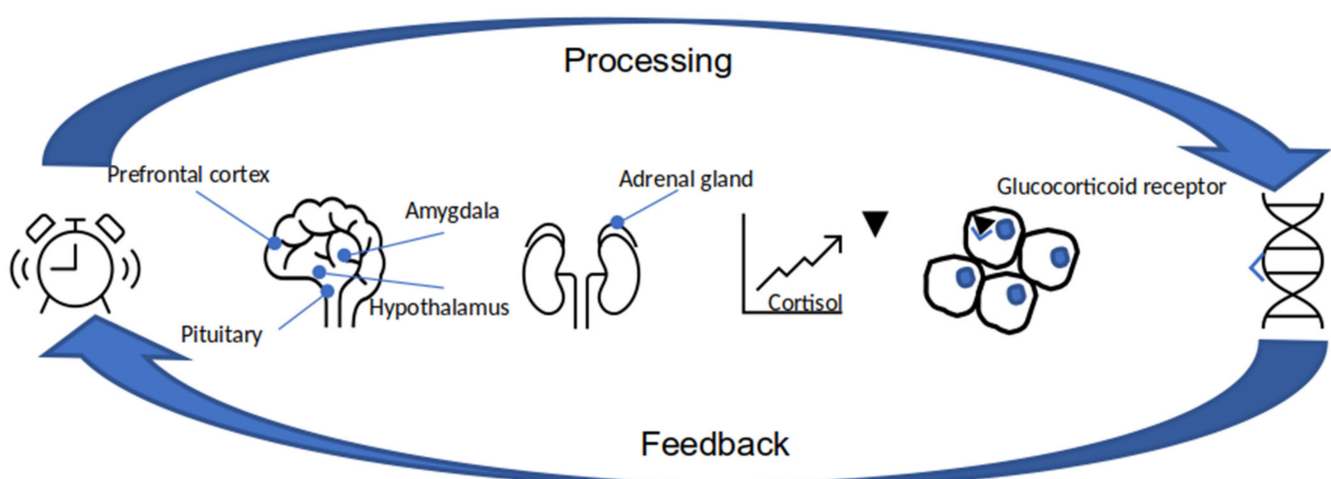 Processing
Prefrontal cortex
Amygdala
Hypothalamus
Pituitary
Adrenal gland
Cortisol
Glucocorticoid receptor
Feedback